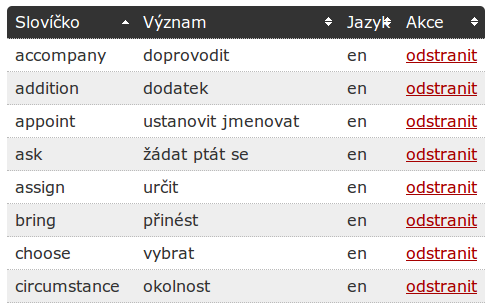 Slovíčko Význam Jazyk Akce
accompany doprovodit en odstranit
addition dodatek en odstranit
appoint ustanovit jmenovat en odstranit
ask žádat ptát se en odstranit
assign určit en odstranit
bring přinést en odstranit
choose vybrat en odstranit
circumstance okolnost en odstranit